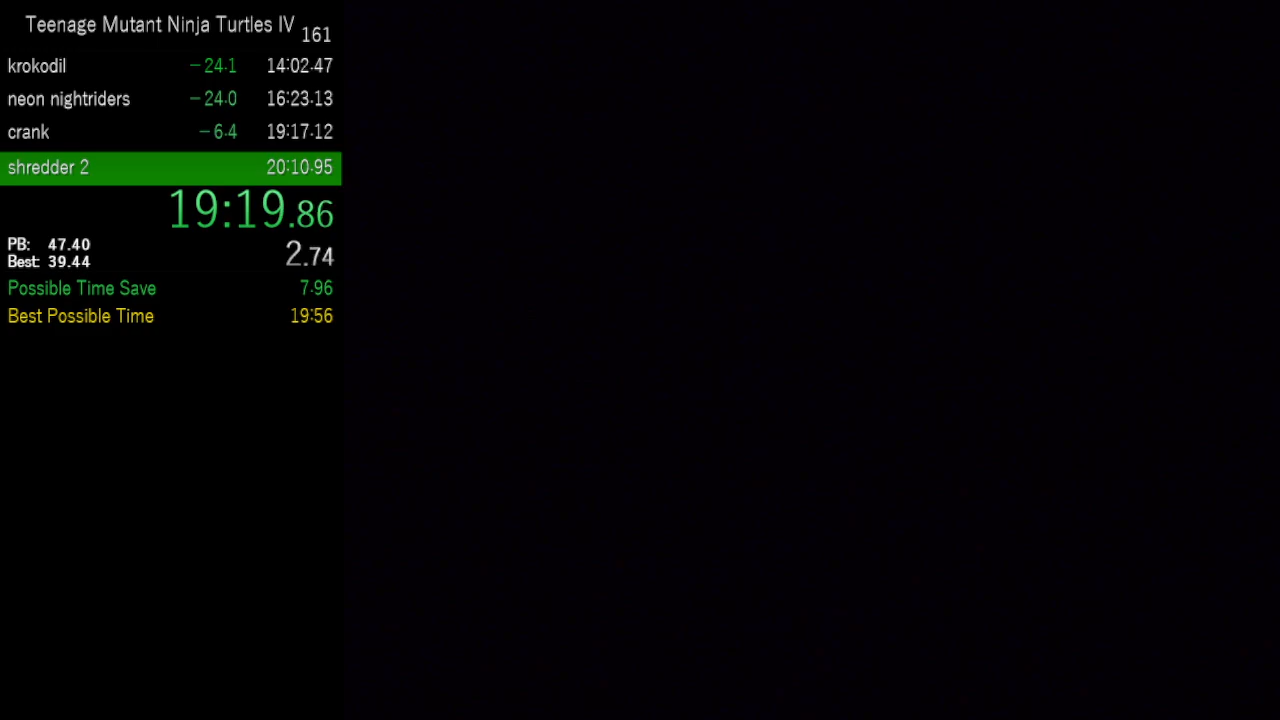 Teenage Mutant Ninja Turtles IV 161
krokodil -24.1 14:02.47
neon nightriders -24.0 16:23.13
crank -6.4 19:17.12
shredder 2 20:10.95
19:19.86
PB: 47.40 2.74
Best: 39.44
Possible Time Save 7.96
Best Possible Time 19:56